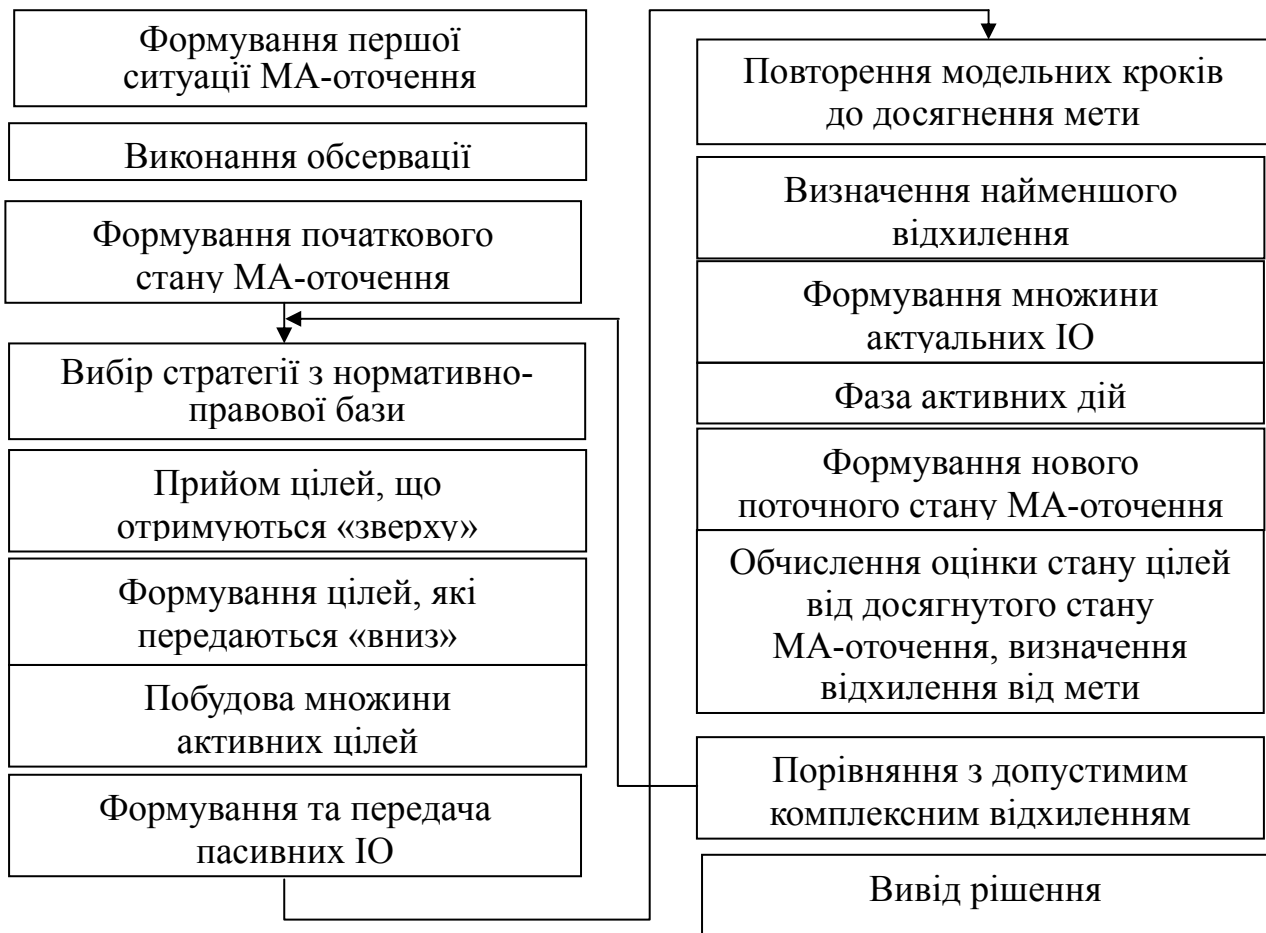 Формування першої
ситуації МА-оточення
Виконання обсервації
Формування початкового
стану МА-оточення
Вибір стратегії з нормативно-
правової бази
Прийом цілей, що
отримуються «зверху»
Формування цілей, які
передаються «вниз»
Побудова множини
активних цілей
Формування та передача
пасивних ІО
Повторення модельних кроків
до досягнення мети
Визначення найменшого
відхилення
Формування множини
актуальних ІО
Фаза активних дій
Формування нового
поточного стану МА-оточення
Обчислення оцінки стану цілей
від досягнутого стану
МА-оточення, визначення
відхилення від мети
Порівняння з допустимим
комплексним відхиленням
Вивід рішення